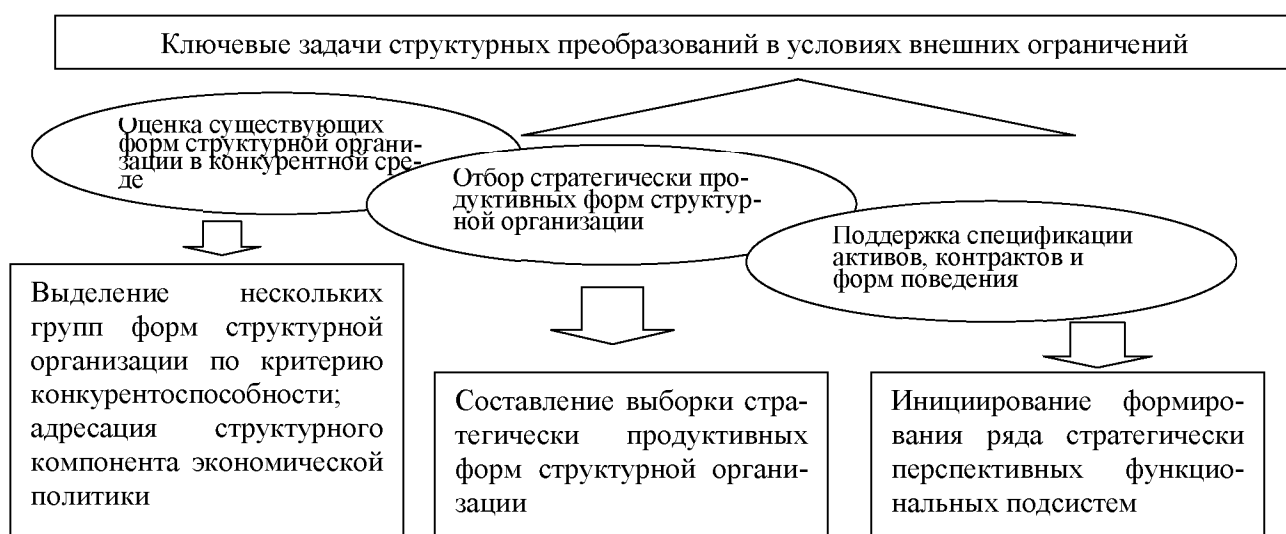 Ключевые задачи структурных преобразований в условиях внешних ограничений
Оценка существующих
форм структурной органи-
зации в конкурентной сре-
де
Отбор стратегически про-
дуктивных форм структур-
ной организации
Поддержка спецификации
активов, контрактов и
форм поведения
Выделение нескольких
групп форм структурной
организации по критерию
конкурентоспособности;
адресация структурного
компонента экономической
политики
Составление выборки стра-
тегически продуктивных
форм структурной органи-
зации
Инициирование формиро-
вания ряда стратегически
перспективных функцио-
нальных подсистем